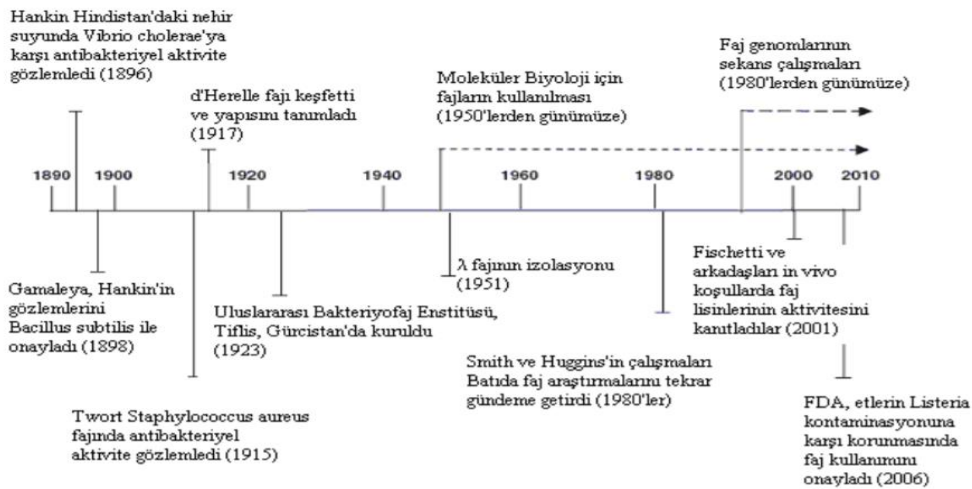 Hankin Hindistan'daki nehir
suyunda Vibrio cholerae'ya
karşı antibakteriyel aktivite
gözlemledi (1896)
d'Herelle fajı keşfetti
ve yapısını tanımladı
(1917)
Moleküler Biyoloji için
fajların kullanılması
(1950'lerden günümüze)
Faj genomlarının
sekans çalışmaları
(1980'lerden günümüze)
1890 1900 1920 1940 1960 1980 2000 2010
Gamaleya, Hankin'in
gözlemlerini
Bacillus subtilis ile
onayladı (1898)
Twort Staphylococcus aureus
fajında antibakteriyel
aktivite gözlemledi (1915)
Uluslararası Bakteriyofaj Enstitüsü,
Tiflis, Gürcistan'da kuruldu
(1923)
λ fajının izolasyonu
(1951)
Smith ve Huggins'in çalışmaları
Batıda faj araştırmalarını tekrar
gündeme getirdi (1980'ler)
Fischetti ve
arkadaşları in vivo
koşullarda faj
lisinlerinin aktivitesini
kanıtladılar (2001)
FDA, etlerin Listeria
kontaminasyonuna
karşı korunmasında
faj kullanımını
onayladı (2006)